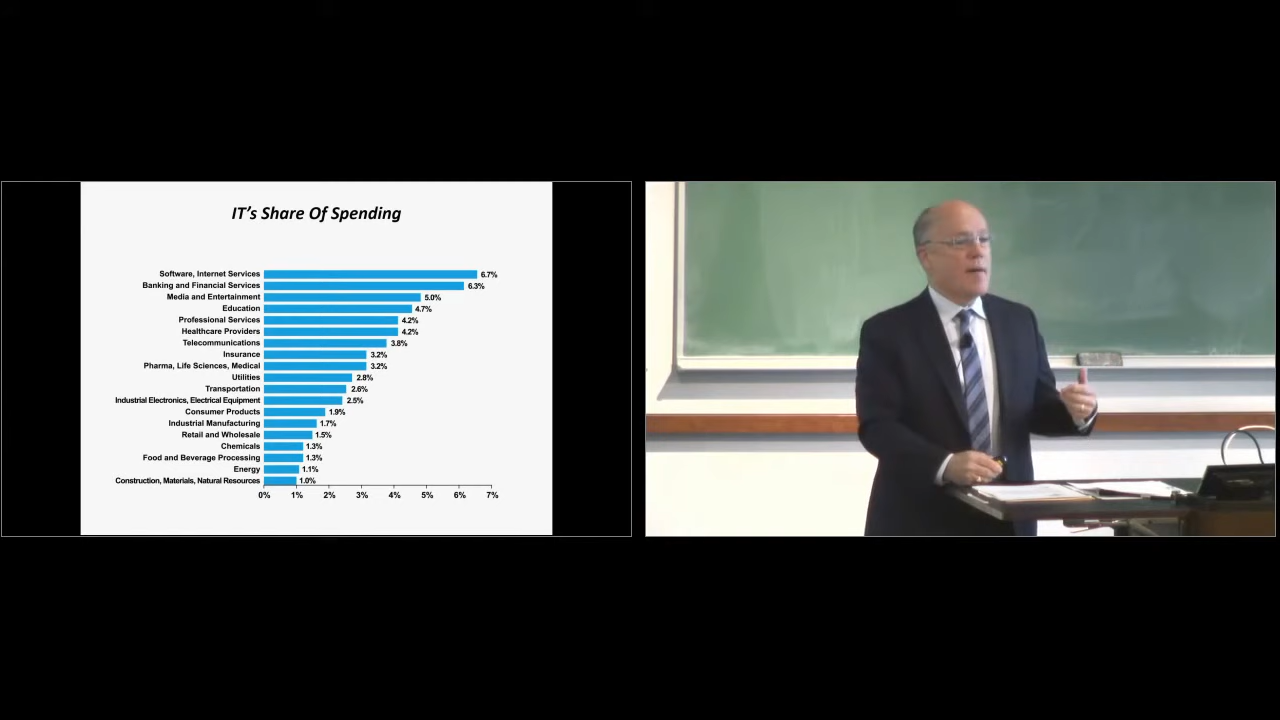 IT's Share Of Spending
Software, Internet Services 6.7%
Banking and Financial Services 6.3%
Media and Entertainment 5.0%
Education 4.7%
Professional Services 4.2%
Healthcare Providers 4.2%
Telecommunications 3.8%
Insurance 3.2%
Pharma, Life Sciences, Medical 3.2%
Utilities 2.8%
Transportation 2.6%
Industrial Electronics, Electrical Equipment 2.5%
Consumer Products 1.9%
Industrial Manufacturing 1.7%
Retail and Wholesale 1.5%
Chemicals 1.3%
Food and Beverage Processing 1.3%
Energy 1.1%
Construction, Materials, Natural Resources 1.0%
0% 1% 2% 3% 4% 5% 6% 7%